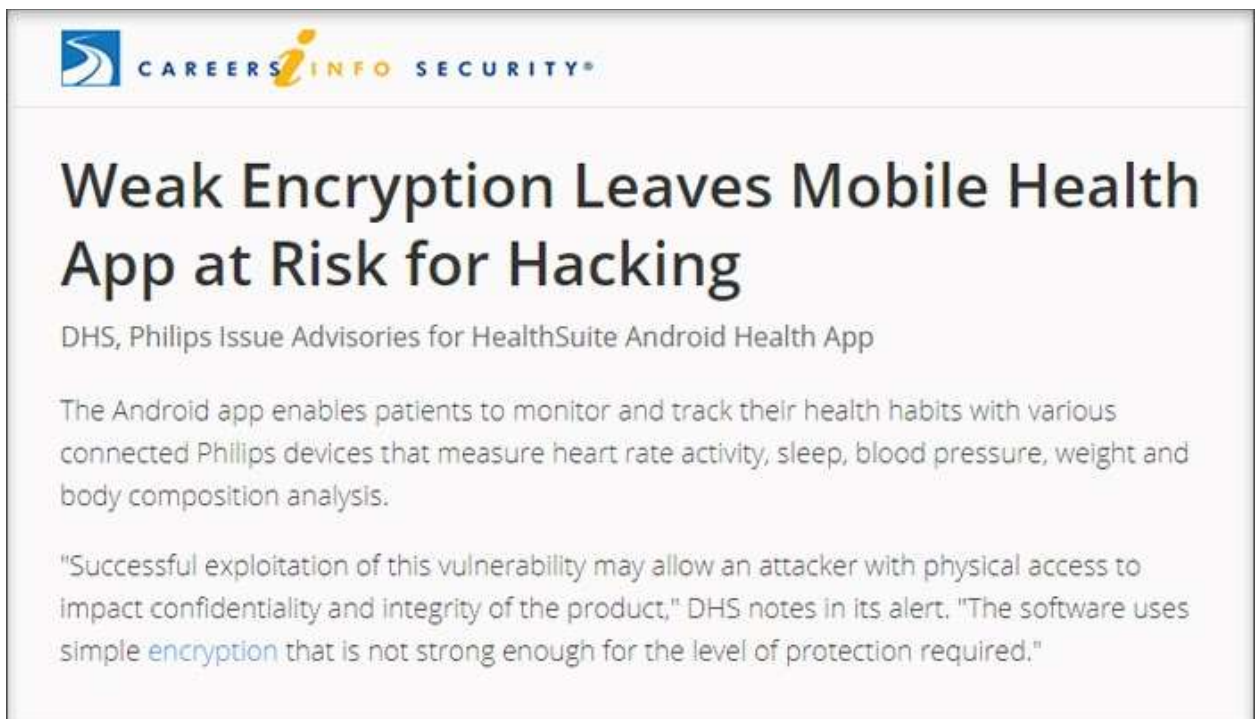 CAREERS INFO SECURITY®
Weak Encryption Leaves Mobile Health
App at Risk for Hacking
DHS, Philips Issue Advisories for HealthSuite Android Health App
The Android app enables patients to monitor and track their health habits with various
connected Philips devices that measure heart rate activity, sleep, blood pressure, weight and
body composition analysis.
"Successful exploitation of this vulnerability may allow an attacker with physical access to
impact confidentiality and integrity of the product," DHS notes in its alert. "The software uses
simple encryption that is not strong enough for the level of protection required."